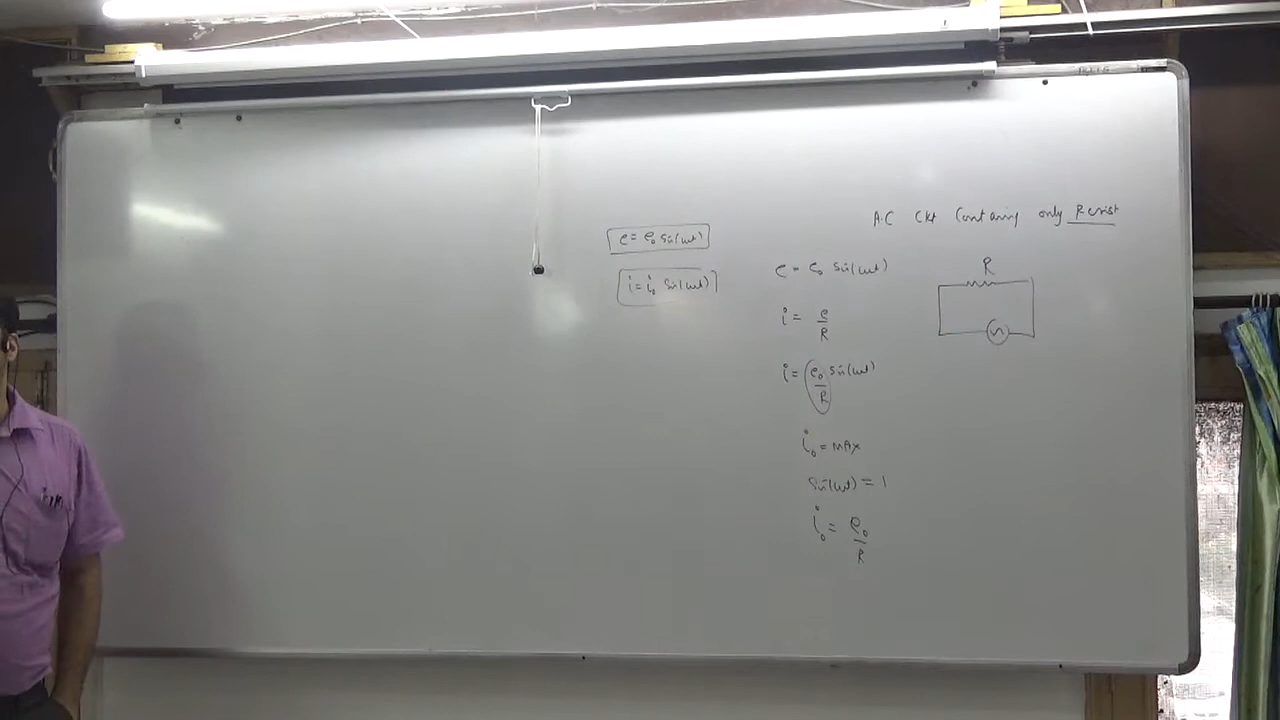 A.C Ckt Containing only Resist
e = e₀ sin(ωt)
i = i₀ sin(ωt)
e = e₀ sin(ωt)
R
i = e/R
i = e₀/R sin(ωt)
i₀ = MAX
sin(ωt) = 1
i₀ = e₀/R